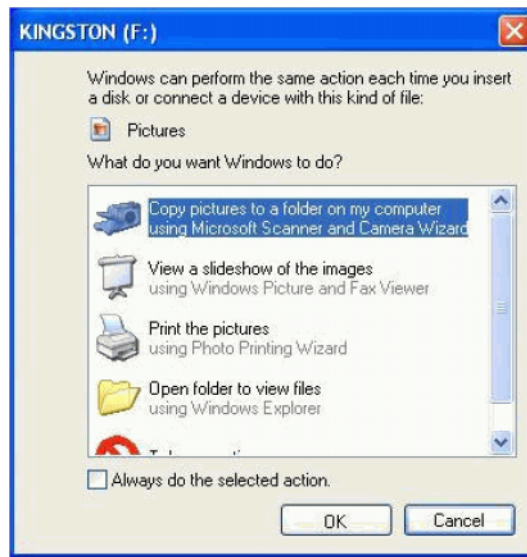 KINGSTON (F:)
Windows can perform the same action each time you insert
a disk or connect a device with this kind of file:
Pictures
What do you want Windows to do?
Copy pictures to a folder on my computer
using Microsoft Scanner and Camera Wizard
View a slideshow of the images
using Windows Picture and Fax Viewer
Print the pictures
using Photo Printing Wizard
Open folder to view files
using Windows Explorer
Always do the selected action.
OK
Cancel